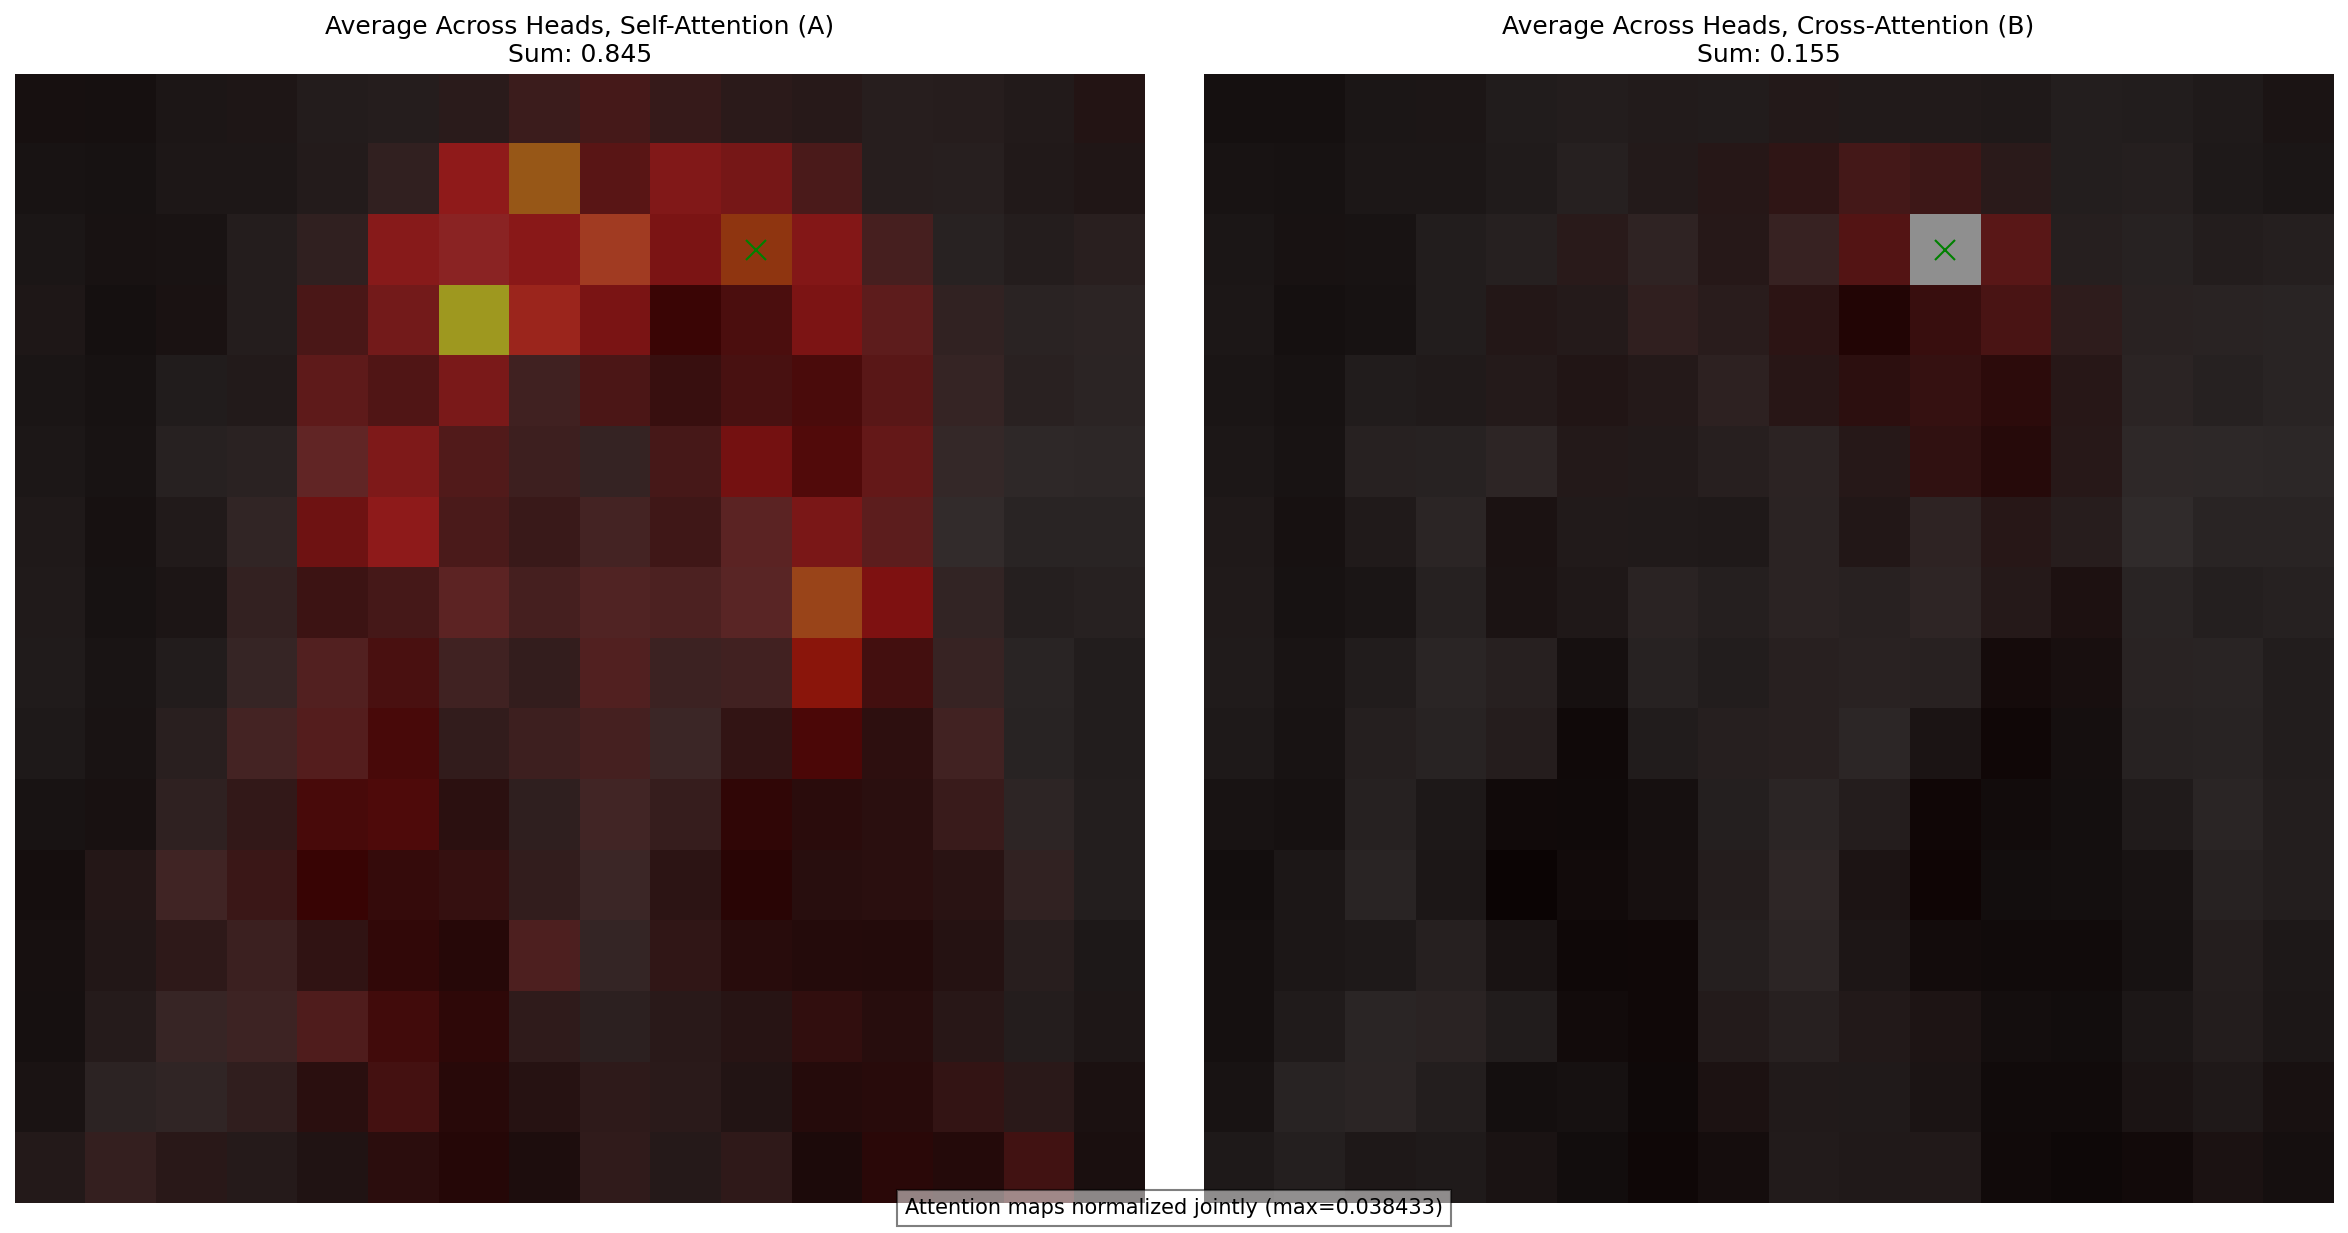 Average Across Heads, Self-Attention (A)
Sum: 0.845
Average Across Heads, Cross-Attention (B)
Sum: 0.155
Attention maps normalized jointly (max=0.038433)